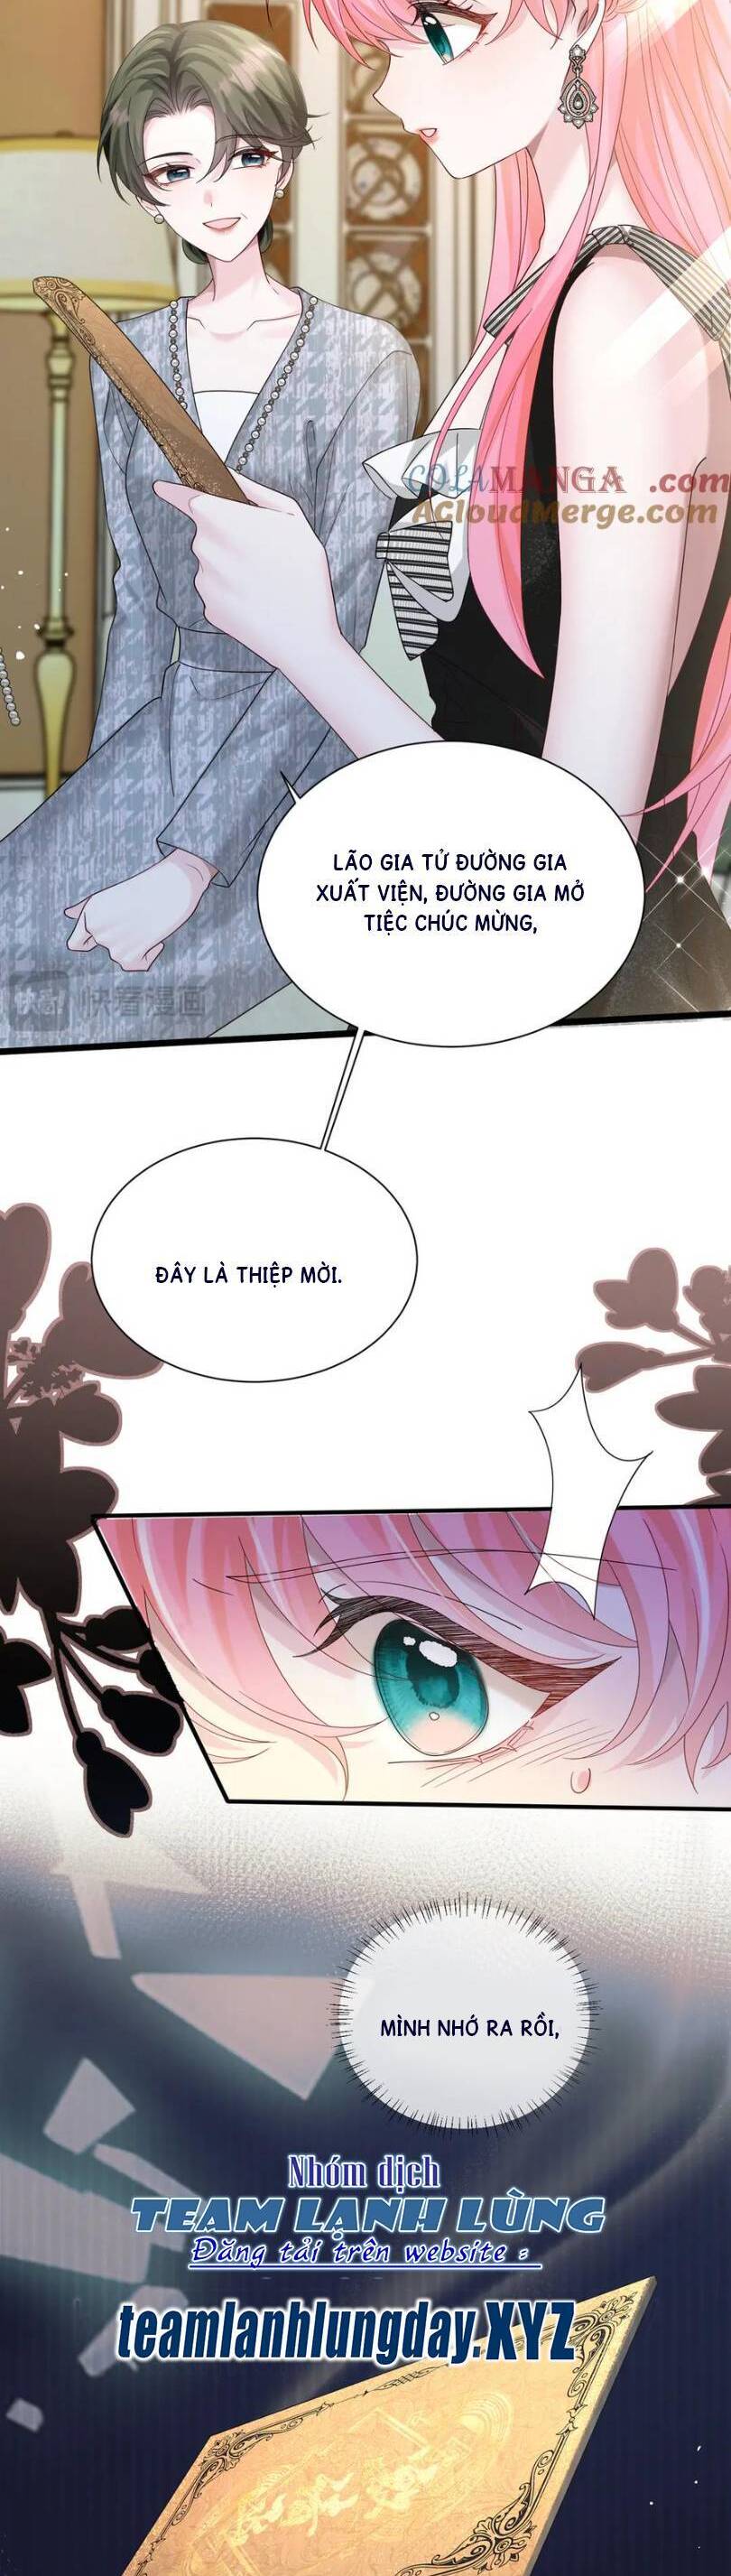 COLAMANGA.com
ACloudMerge.com
LÃO GIA TỬ ĐƯỜNG GIA
XUẤT VIỆN, ĐƯỜNG GIA MỞ
TIỆC CHÚC MỪNG,
快看 快看漫画
ĐÂY LÀ THIỆP MỜI.
MÌNH NHỚ RA RỒI,
Nhóm dịch
TEAM LẠNH LÙNG
Đăng tải trên website :
teamlanhlungday.XYZ